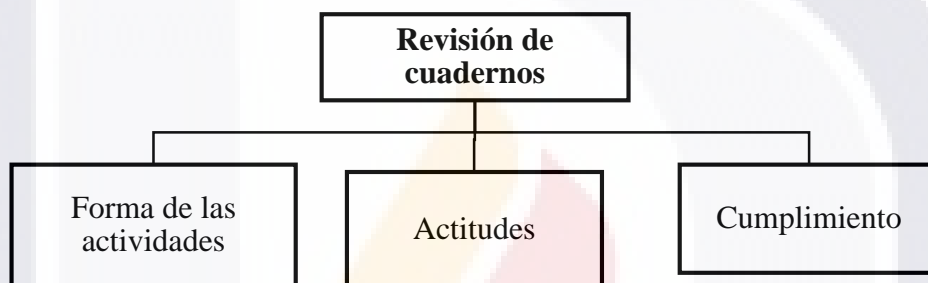 Revisión de
cuadernos
Forma de las
actividades
Actitudes
Cumplimiento